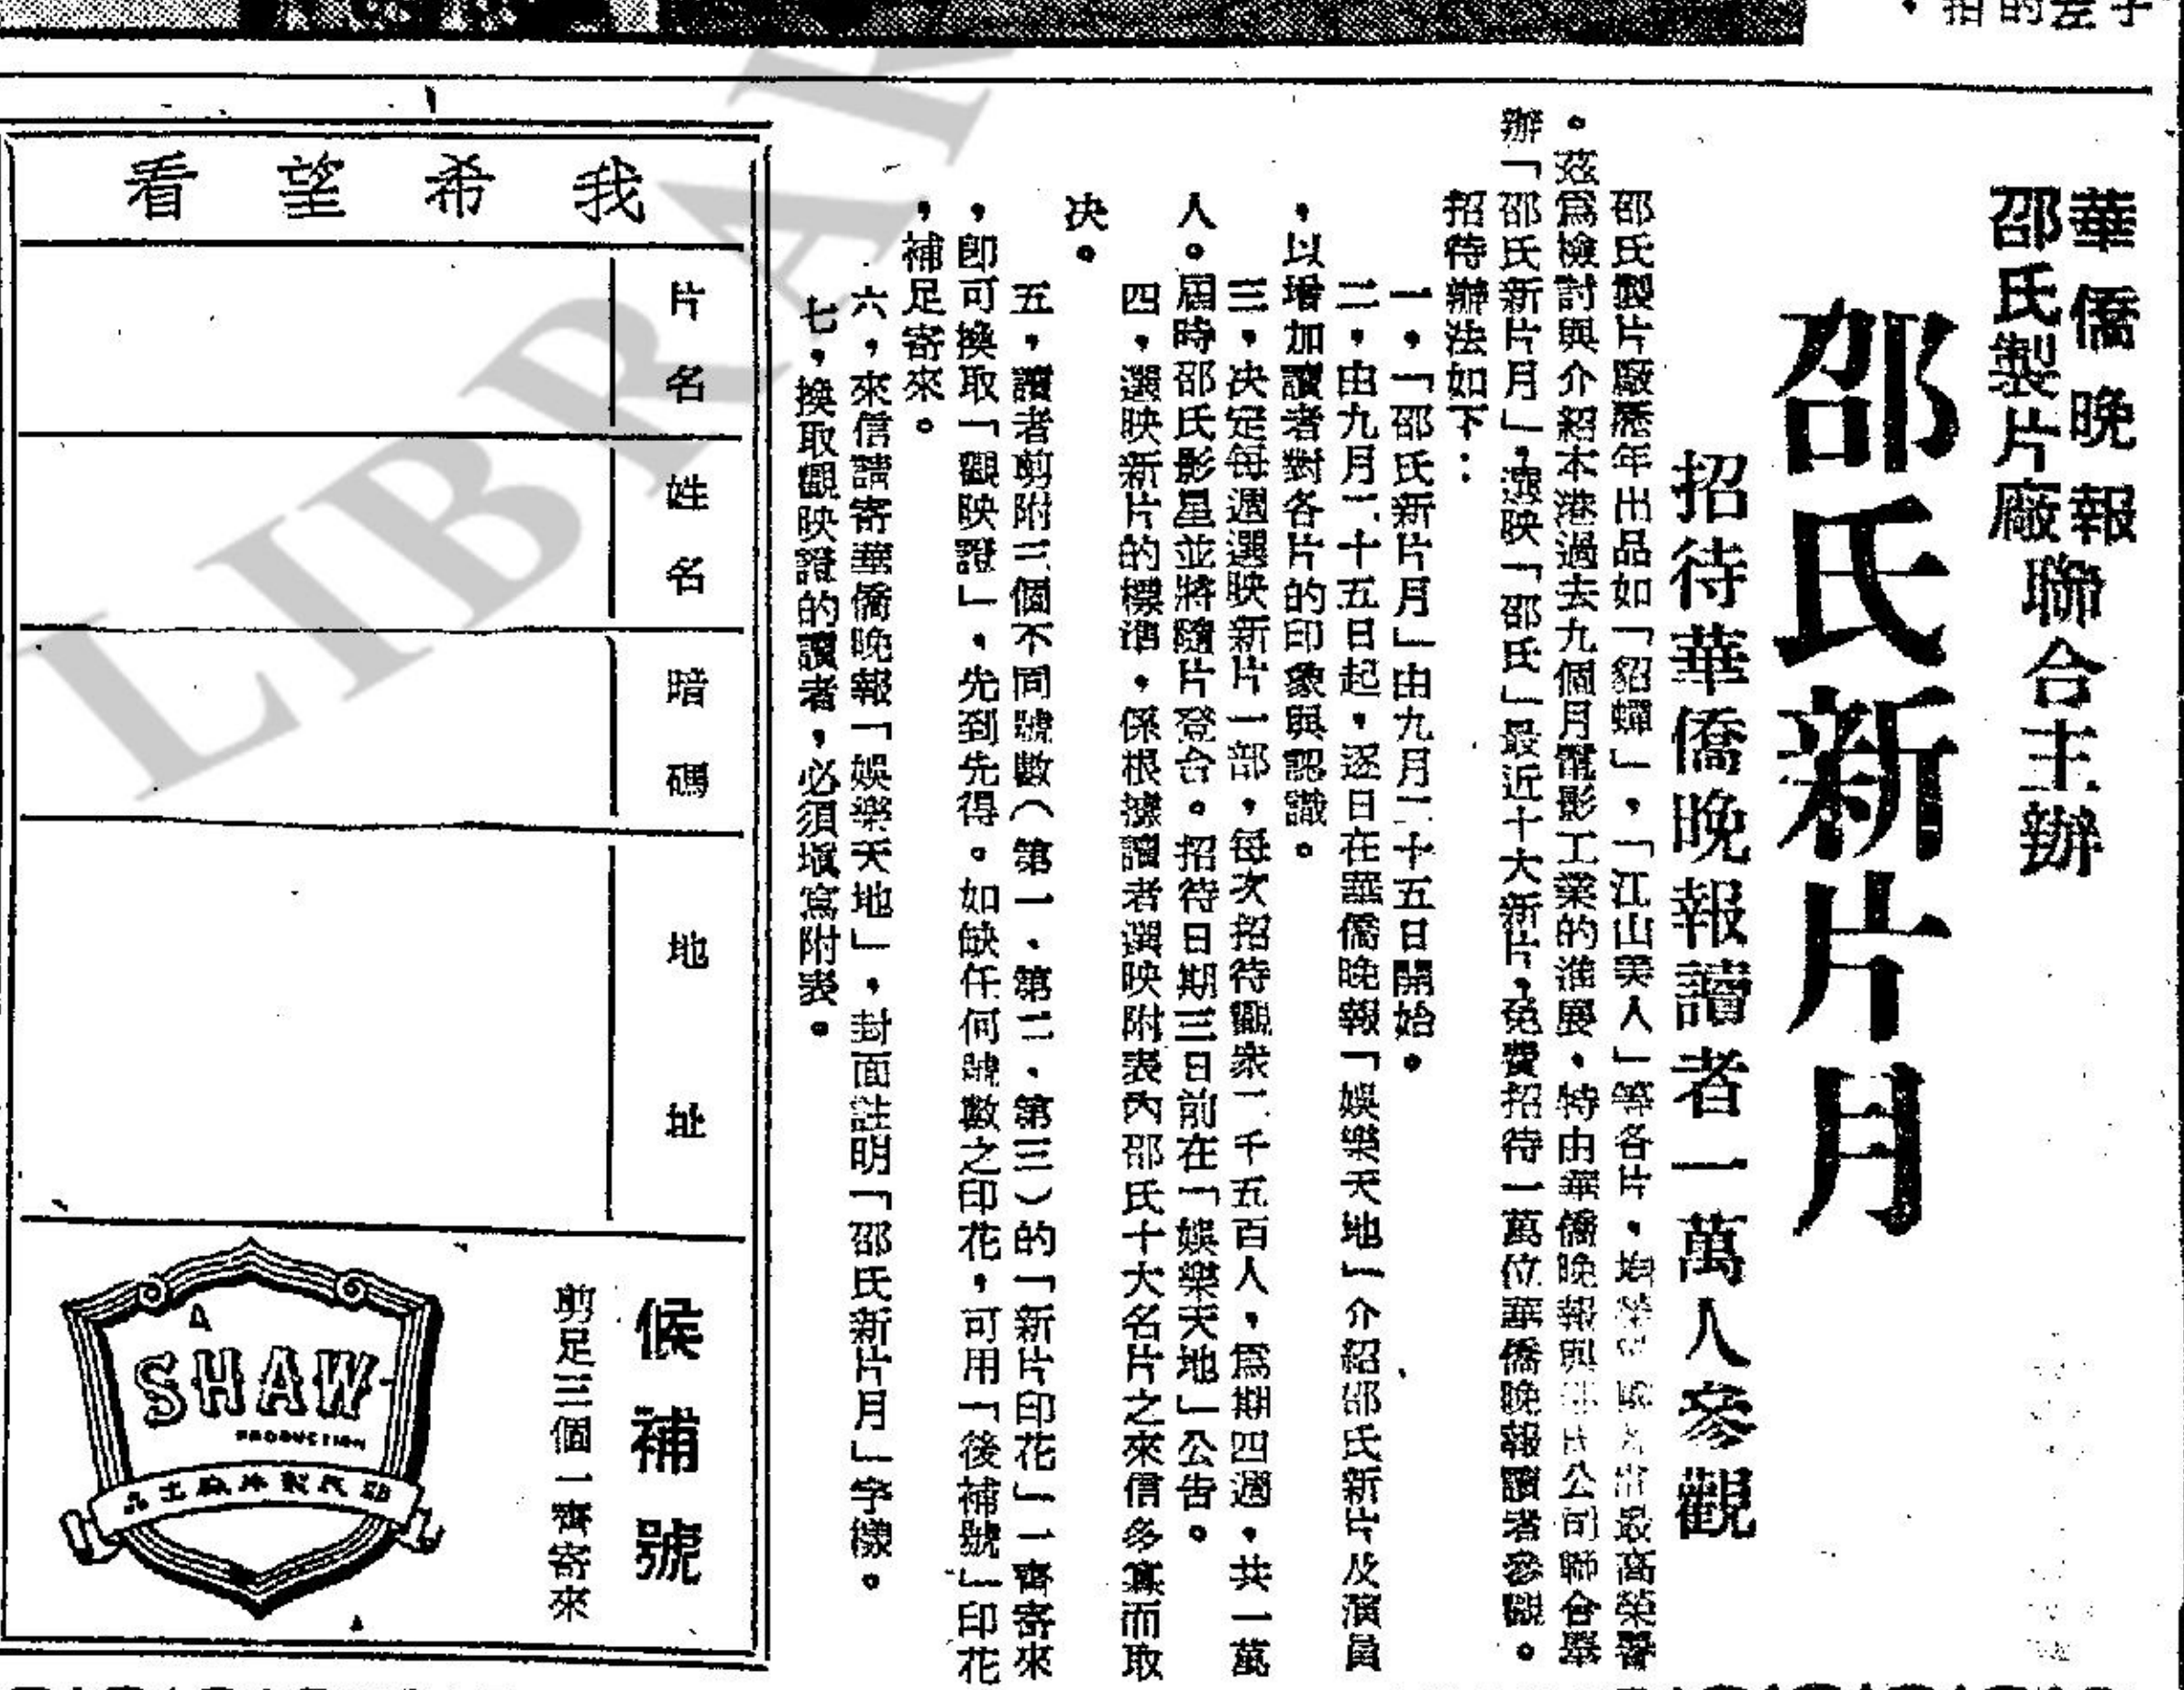 華僑晚報
邵氏製片廠
聯合主辦
邵氏新片月
招待華僑晚報讀者一萬人參觀
邵氏製片廠歷年出品如「貂蟬」，「江山美人」等各片，均榮 最高榮譽
。茲為檢討與介紹本港過去九個月電影工業的進展，特由華僑晚報與邵氏公司聯合舉
辦「邵氏新片月」，選映「邵氏」最近十大新片，免費招待一萬位華僑晚報讀者參觀。
招待辦法如下：
一，「邵氏新片月」由九月二十五日開始。
二，由九月二十五日起，逐日在華僑晚報「娛樂天地」介紹邵氏新片及演員
，以增加讀者對各片的印象與認識。
三，决定每週選映新片一部，每次招待觀衆二千五百人，為期四週，共一萬
人。屆時邵氏影星並將隨片登台。招待日期三日前在「娛樂天地」公告。
四，選映新片的標準，係根據讀者選映附表內邵氏十大名片之來信多寡而取
决。
五，讀者剪附三個不同號數（第一、第二、第三）的「新片印花」一齊寄來
，卽可換取「觀映證」，先到先得。如缺任何號數之印花，可用「後補號」印花
，補足寄來。
六，來信請寄華僑晚報「娛樂天地」，封面註明「邵氏新片月」字樣。
七，換取觀映證的讀者，必須塡寫附表。
我希望看
片名
姓名
暗碼
地址
候補號
剪足三個一齊寄來
A
SHAW
PRODUCTION
邵氏製片廠出品
LIBRAR